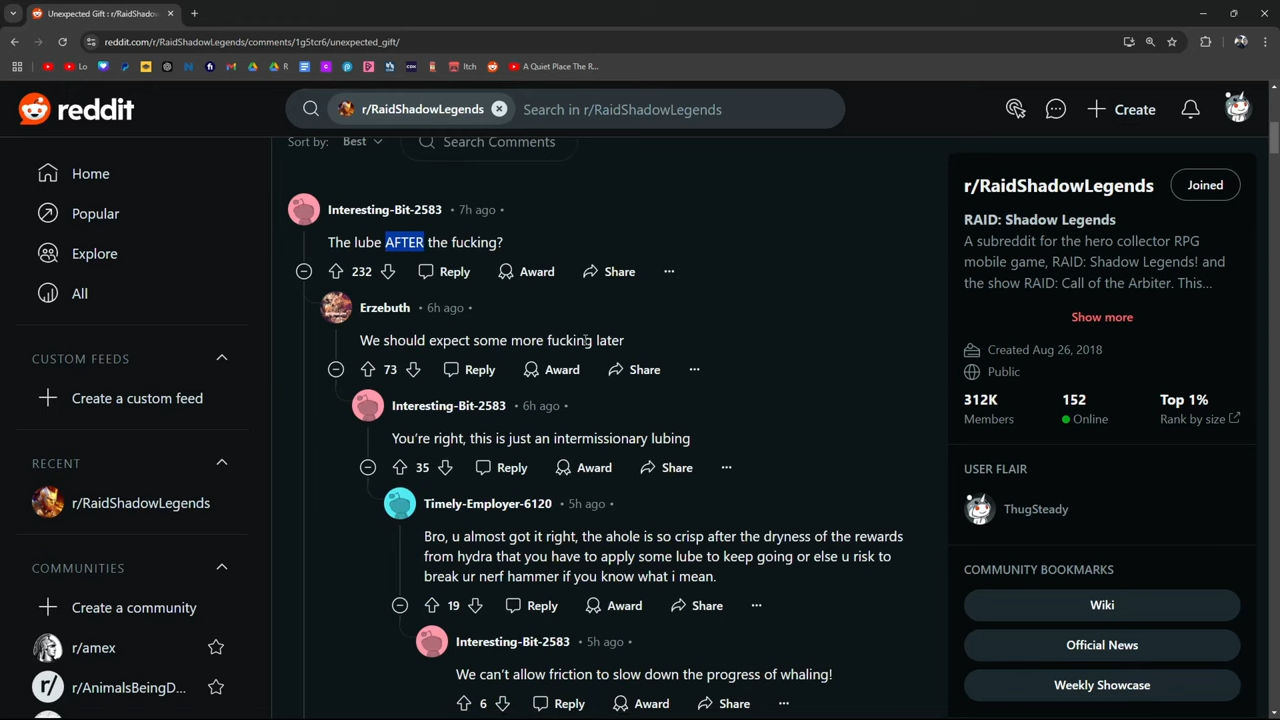 Unexpected Gift : r/RaidShadow
reddit.com/r/RaidShadowLegends/comments/1g5tcr6/unexpected_gift/
Lo
R
Itch
A Quiet Place The R...
reddit
r/RaidShadowLegends
Search in r/RaidShadowLegends
Create
Sort by:
Best
Search Comments
Home
Popular
Explore
All
CUSTOM FEEDS
Create a custom feed
RECENT
r/RaidShadowLegends
COMMUNITIES
Create a community
r/amex
r/AnimalsBeingD...
Interesting-Bit-2583 • 7h ago •
The lube AFTER the fucking?
232 Reply Award Share ...
Erzebuth • 6h ago •
We should expect some more fucking later
73 Reply Award Share ...
Interesting-Bit-2583 • 6h ago •
You're right, this is just an intermissionary lubing
35 Reply Award Share ...
Timely-Employer-6120 • 5h ago •
Bro, u almost got it right, the ahole is so crisp after the dryness of the rewards
from hydra that you have to apply some lube to keep going or else u risk to
break ur nerf hammer if you know what i mean.
19 Reply Award Share ...
Interesting-Bit-2583 • 5h ago •
We can't allow friction to slow down the progress of whaling!
6 Reply Award Share ...
r/RaidShadowLegends
Joined
RAID: Shadow Legends
A subreddit for the hero collector RPG
mobile game, RAID: Shadow Legends! and
the show RAID: Call of the Arbiter. This...
Show more
Created Aug 26, 2018
Public
312K 152 Top 1%
Members Online Rank by size
USER FLAIR
ThugSteady
COMMUNITY BOOKMARKS
Wiki
Official News
Weekly Showcase